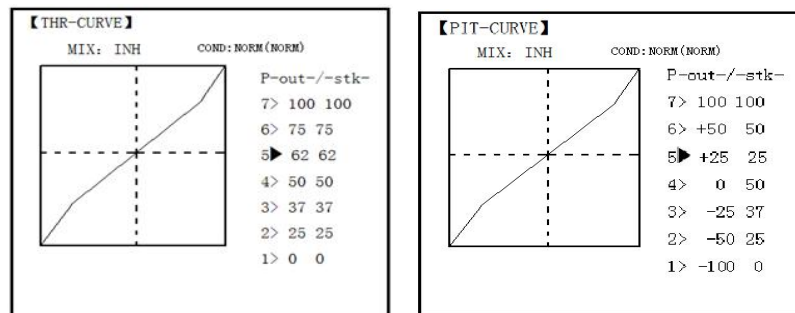 【THR-CURVE】
MIX: INH COND:NORM(NORM)
P-out-/-stk-
7> 100 100
6> 75 75
5▶ 62 62
4> 50 50
3> 37 37
2> 25 25
1> 0 0
【PIT-CURVE】
MIX: INH COND:NORM(NORM)
P-out-/-stk-
7> 100 100
6> +50 50
5▶ +25 25
4> 0 50
3> -25 37
2> -50 25
1> -100 0